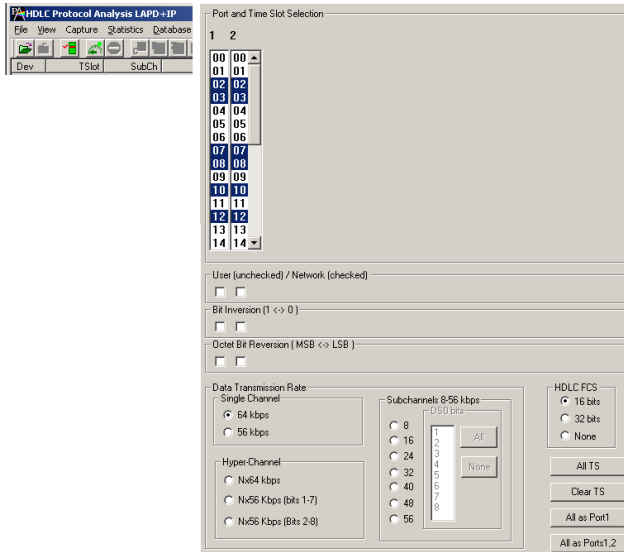 HDLC Protocol Analysis LAPD+IP
File View Capture Statistics Database
Dev TSlot SubCh
Port and Time Slot Selection
1 2
00 00
01 01
02 02
03 03
04 04
05 05
06 06
07 07
08 08
09 09
10 10
11 11
12 12
13 13
14 14
User (unchecked) / Network (checked)
Bit Inversion (1 <-> 0 )
Octet Bit Reversion ( MSB <-> LSB )
Data Transmission Rate
Single Channel
64 kbps
56 kbps
Hyper-Channel
Nx64 kbps
Nx56 Kbps (bits 1-7)
Nx56 Kbps (Bits 2-8)
Subchannels 8-56 kbps
8
16
24
32
40
48
56
DS0 bits
1
2
3
4
5
6
7
8
All
None
HDLC FCS
16 bits
32 bits
None
All TS
Clear TS
All as Port1
All as Ports1,2